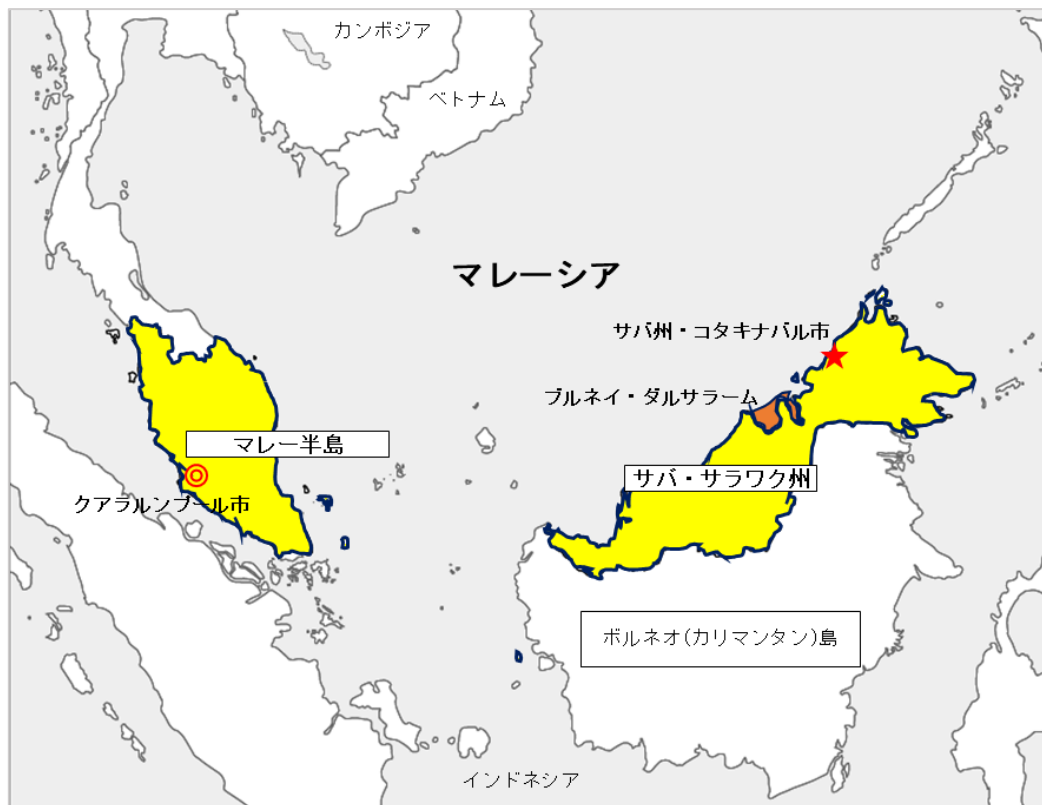 カンボジア
ベトナム
マレーシア
サバ州・コタキナバル市
ブルネイ・ダルサラーム
マレー半島
サバ・サラワク州
クアラルンプール市
ボルネオ(カリマンタン)島
インドネシア